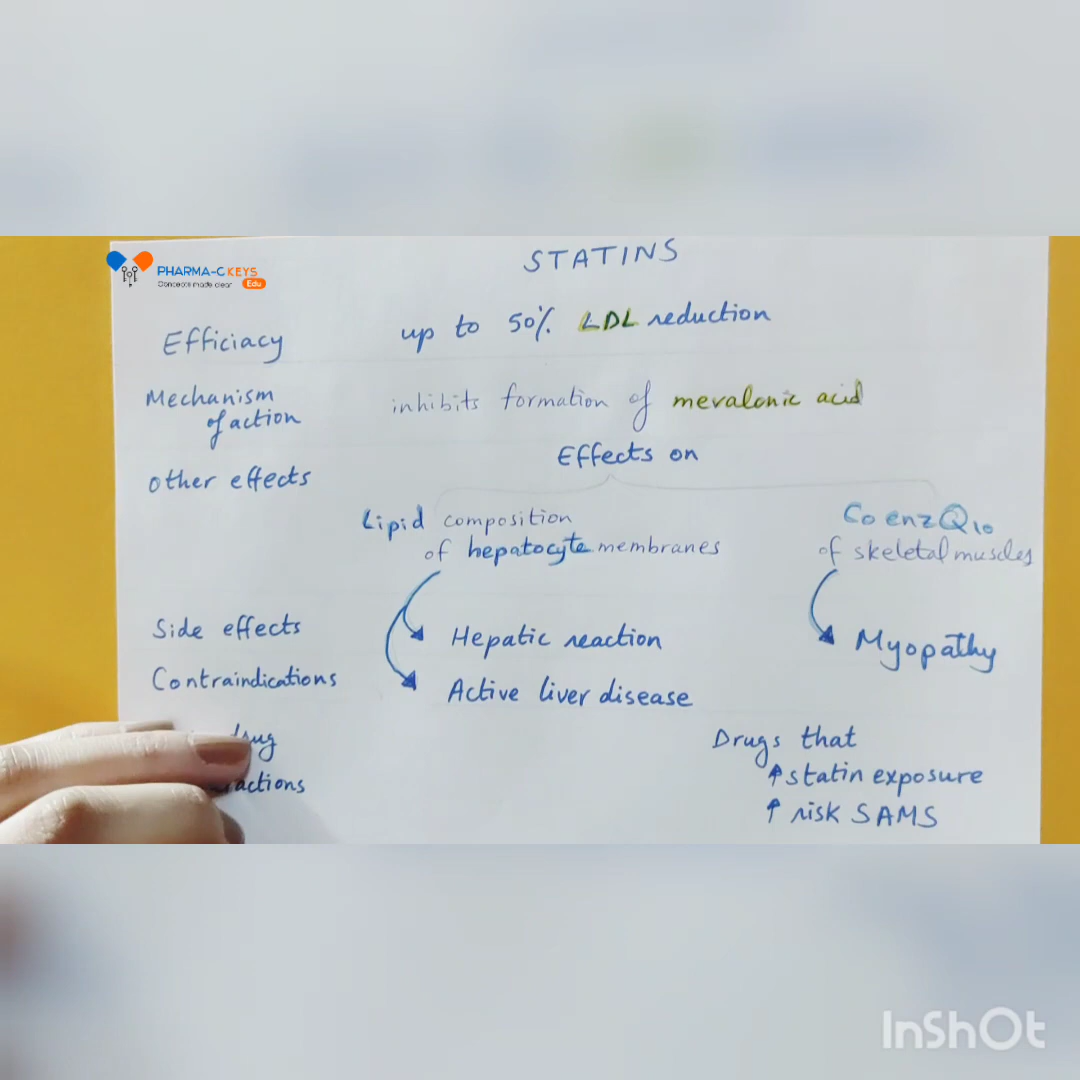 PHARMA-C KEYS
Concepts made clear Edu
STATINS
Efficiacy up to 50% LDL reduction
Mechanism of action inhibits formation of mevalonic acid
Other effects Effects on
Lipid composition
of hepatocyte membranes
Co enz Q10
of skeletal muscles
Side effects Hepatic reaction Myopathy
Contraindications Active liver disease
drug
actions
Drugs that
↑ statin exposure
↑ risk SAMS
InShOt